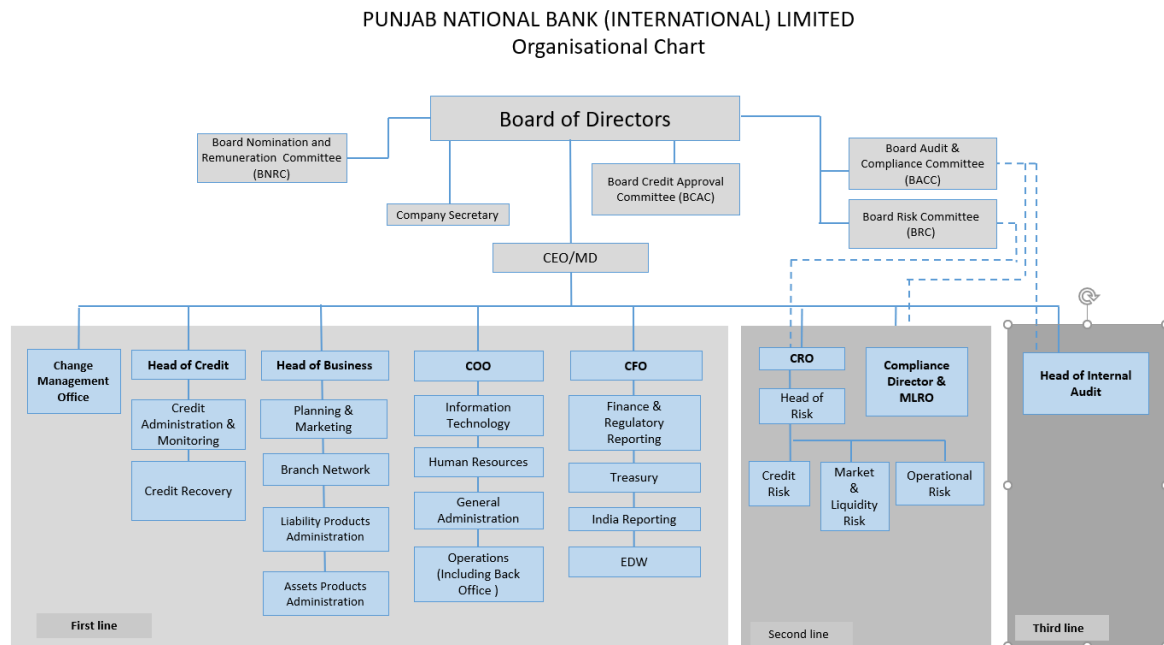 PUNJAB NATIONAL BANK (INTERNATIONAL) LIMITED
Organisational Chart
Board of Directors
Board Nomination and
Remuneration Committee
(BNRC)
Company Secretary
Board Credit Approval
Committee (BCAC)
Board Audit &
Compliance Committee
(BACC)
Board Risk Committee
(BRC)
CEO/MD
Change
Management
Office
Head of Credit
Credit
Administration &
Monitoring
Credit Recovery
Head of Business
Planning &
Marketing
Branch Network
Liability Products
Administration
Assets Products
Administration
COO
Information
Technology
Human Resources
General
Administration
Operations
(Including Back
Office )
CFO
Finance &
Regulatory
Reporting
Treasury
India Reporting
EDW
CRO
Head of
Risk
Credit
Risk
Market
&
Liquidity
Risk
Operational
Risk
Compliance
Director &
MLRO
Head of Internal
Audit
First line
Second line
Third line